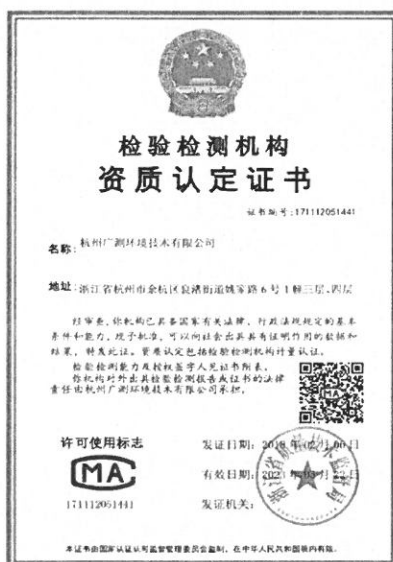 检验检测机构
资质认定证书
证书编号:171112051441
名称:杭州广测环境技术有限公司
地址:浙江省杭州市余杭区良渚街道姚家路6号1幢三层、四层
经审查,你机构已具备国家有关法律、行政法规规定的基本
条件和能力,现予批准,可以向社会出具具有证明作用的数据和
结果,特发此证。资质认定包括检验检测机构计量认证。
检验检测能力及授权签字人见证书附表。
你机构对外出具检验检测报告或证书的法律
责任由杭州广测环境技术有限公司承担。
许可使用标志
发证日期:2018年02月06日
MA
有效日期:
171112051441
发证机关:
本证书由国家认证认可监督管理委员会监制,在中华人民共和国境内有效。